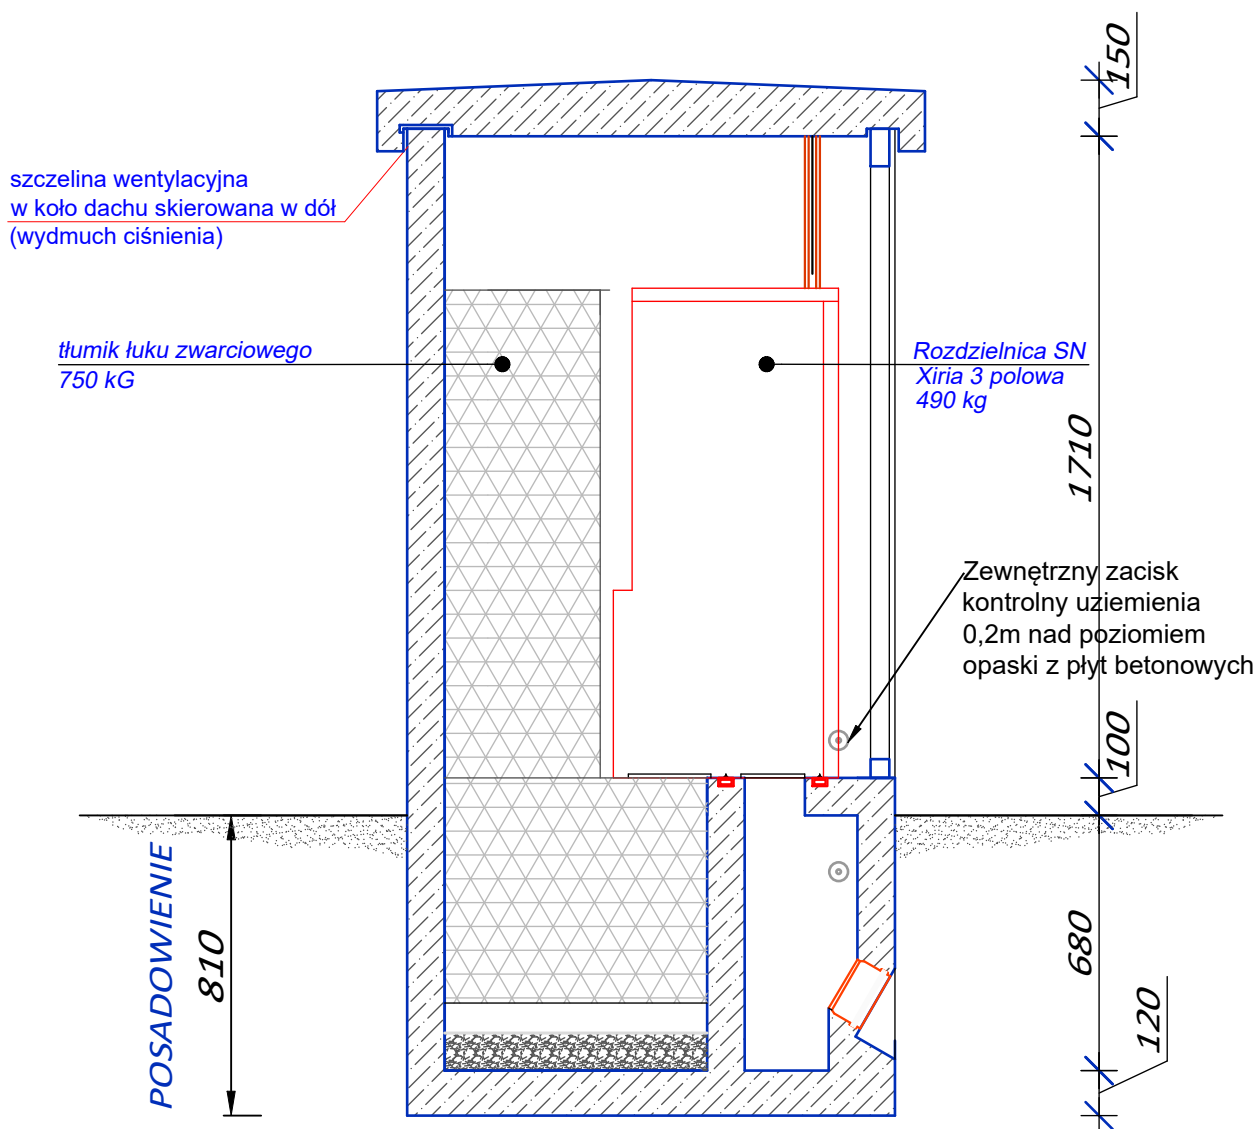 150
szczelina wentylacyjna
w koło dachu skierowana w dół
(wydmuch ciśnienia)
tłumik łuku zwarciowego
750 kG
Rozdzielnica SN
Xiria 3 polowa
490 kg
1710
Zewnętrzny zacisk
kontrolny uziemienia
0,2m nad poziomiem
opaski z płyt betonowych
100
POSADOWIENIE
810
680
120